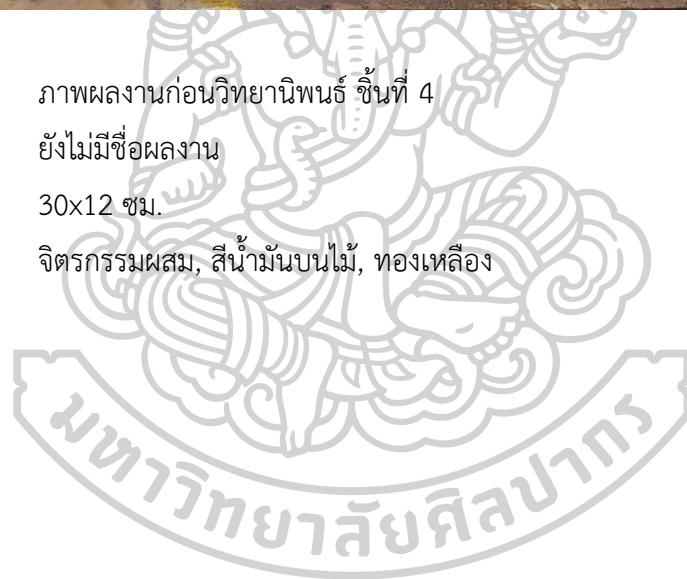 ภาพผลงานก่อนวิทยานิพนธ์ ชิ้นที่ 4
ยังไม่มีชื่อผลงาน
30x12 ซม.
จิตรกรรมผสม, สีน้ำมันบนไม้, ทองเหลือง
มหาวิทยาลัยศิลปากร